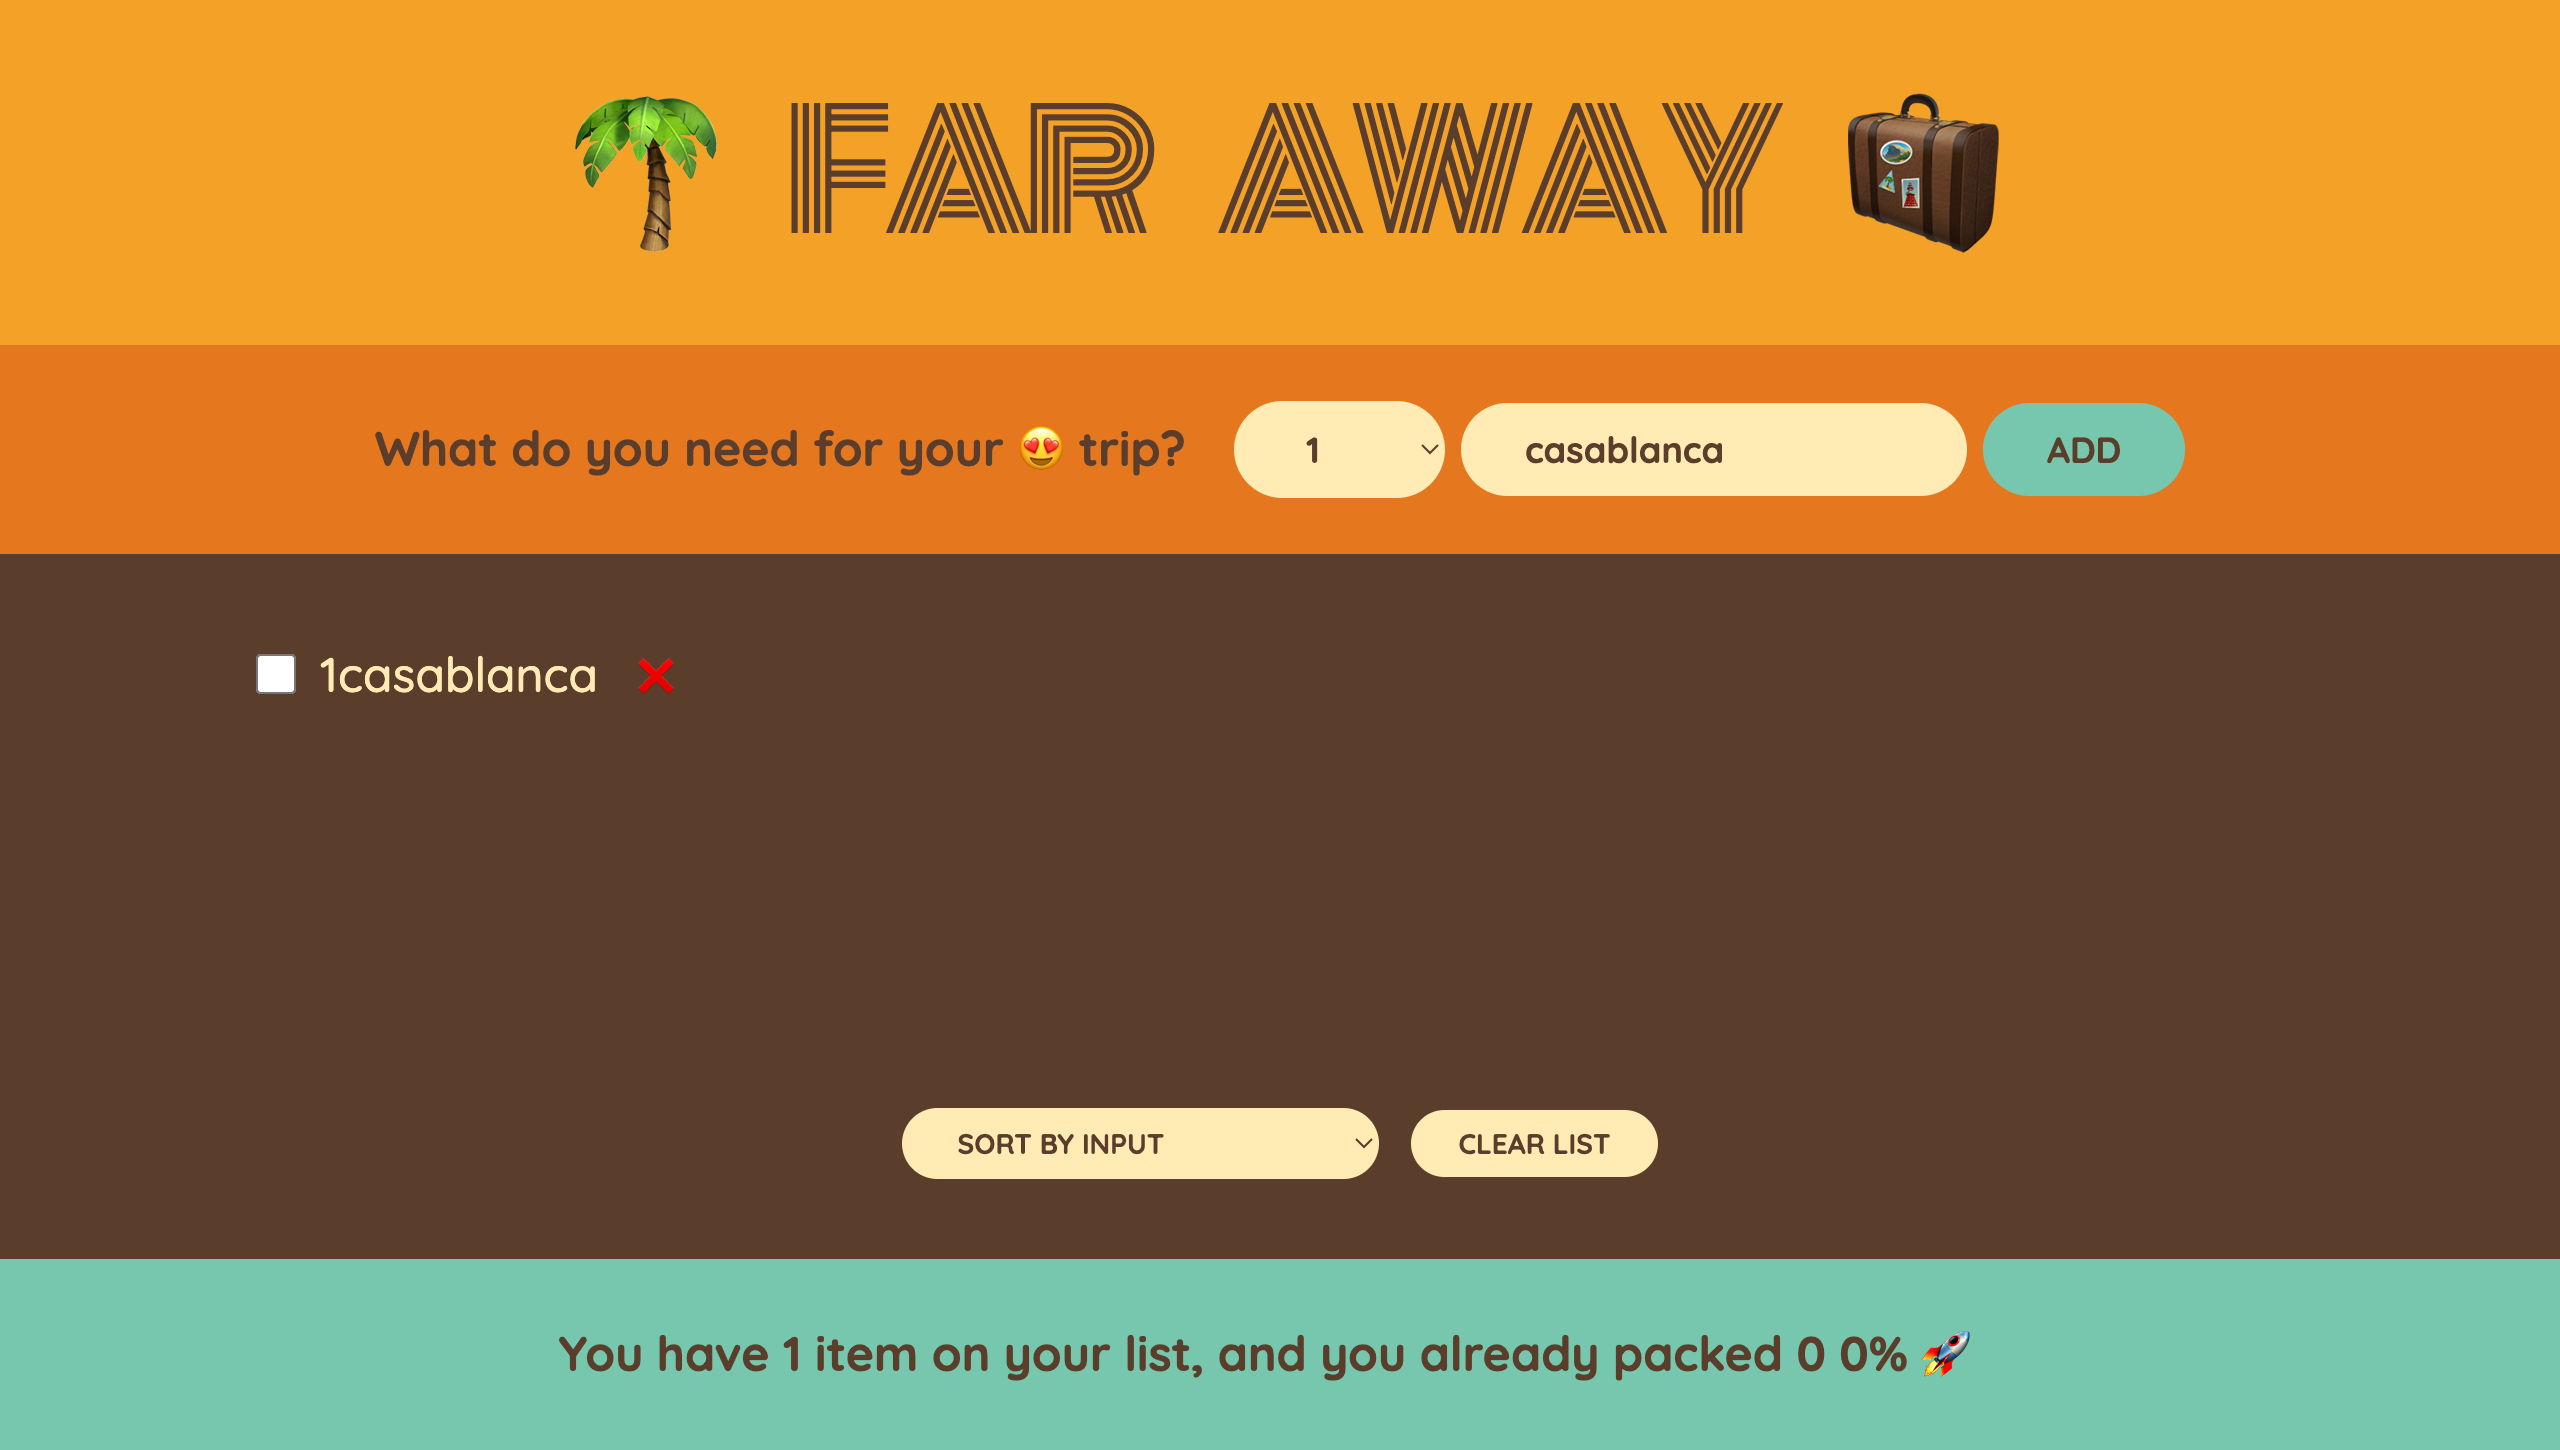 🌴 FAR AWAY 🧳
What do you need for your 😍 trip? 1 casablanca ADD
1casablanca ❌
SORT BY INPUT CLEAR LIST
You have 1 item on your list, and you already packed 0 0% 🚀